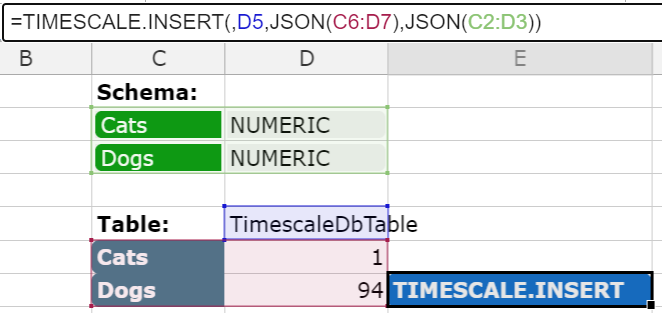 =TIMESCALE.INSERT(,D5,JSON(C6:D7),JSON(C2:D3))
B C D E
Schema:
Cats NUMERIC
Dogs NUMERIC
Table: TimescaleDbTable
Cats 1
Dogs 94 TIMESCALE.INSERT